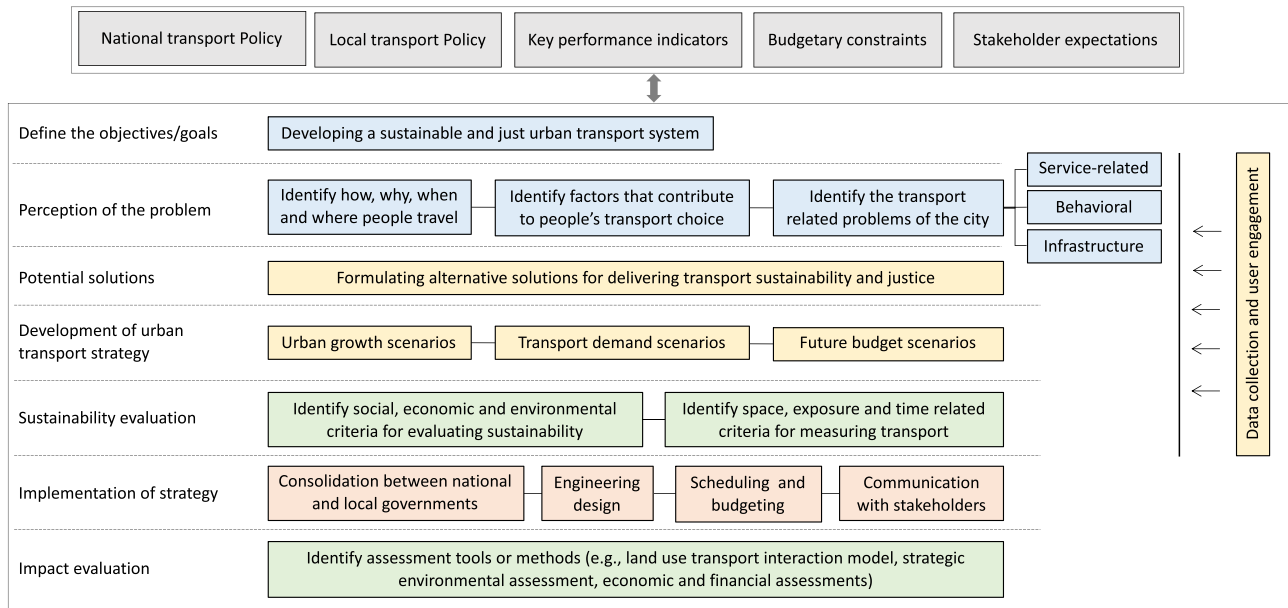 National transport Policy
Local transport Policy
Key performance indicators
Budgetary constraints
Stakeholder expectations
Define the objectives/goals
Developing a sustainable and just urban transport system
Perception of the problem
Identify how, why, when
and where people travel
Identify factors that contribute
to people’s transport choice
Identify the transport
related problems of the city
Service-related
Behavioral
Infrastructure
Potential solutions
Formulating alternative solutions for delivering transport sustainability and justice
Development of urban
transport strategy
Urban growth scenarios
Transport demand scenarios
Future budget scenarios
Sustainability evaluation
Identify social, economic and environmental
criteria for evaluating sustainability
Identify space, exposure and time related
criteria for measuring transport
Implementation of strategy
Consolidation between national
and local governments
Engineering
design
Scheduling and
budgeting
Communication
with stakeholders
Impact evaluation
Identify assessment tools or methods (e.g., land use transport interaction model, strategic
environmental assessment, economic and financial assessments)
Data collection and user engagement